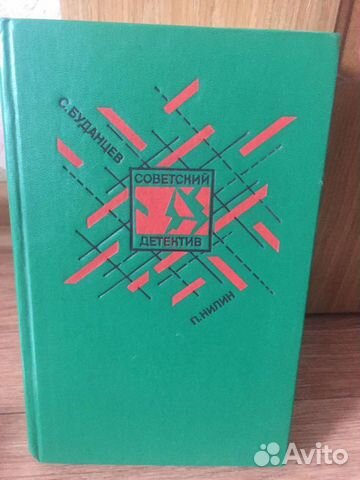 С. БУДАНЦЕВ
СОВЕТСКИЙ
ДЕТЕКТИВ
П. НИЛИН
Avito